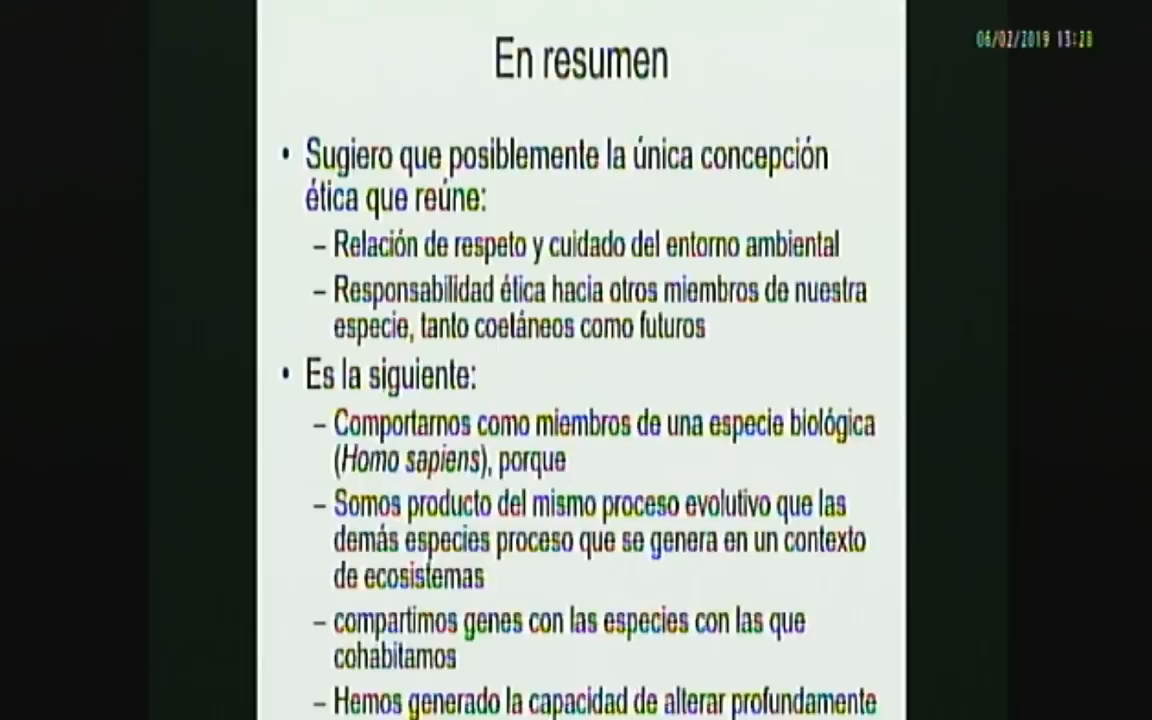 En resumen
06/02/2019 13:28
• Sugiero que posiblemente la única concepción
ética que reúne:
– Relación de respeto y cuidado del entorno ambiental
– Responsabilidad ética hacia otros miembros de nuestra
especie, tanto coetáneos como futuros
• Es la siguiente:
– Comportarnos como miembros de una especie biológica
(Homo sapiens), porque
– Somos producto del mismo proceso evolutivo que las
demás especies proceso que se genera en un contexto
de ecosistemas
– compartimos genes con las especies con las que
cohabitamos
– Hemos generado la capacidad de alterar profundamente